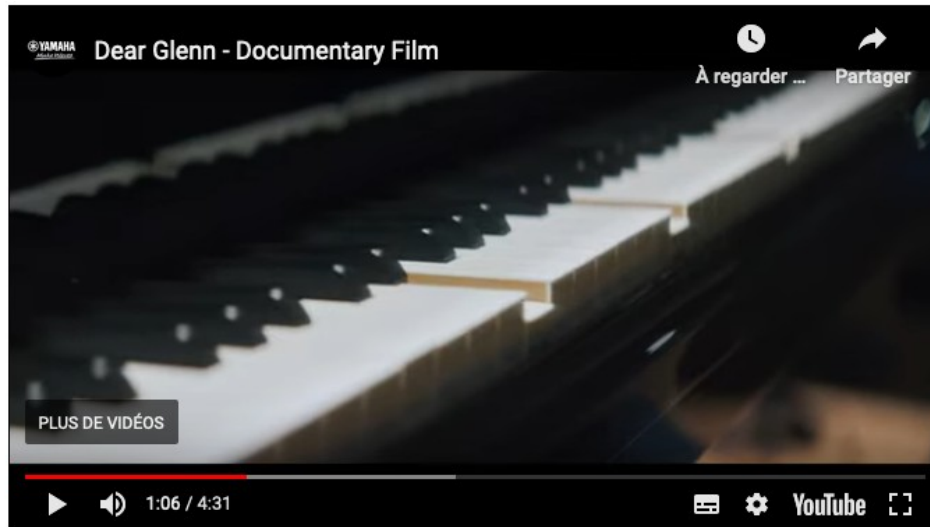 YAMAHA
Dear Glenn - Documentary Film
À regarder ...
Partager
PLUS DE VIDÉOS
1:06 / 4:31
YouTube